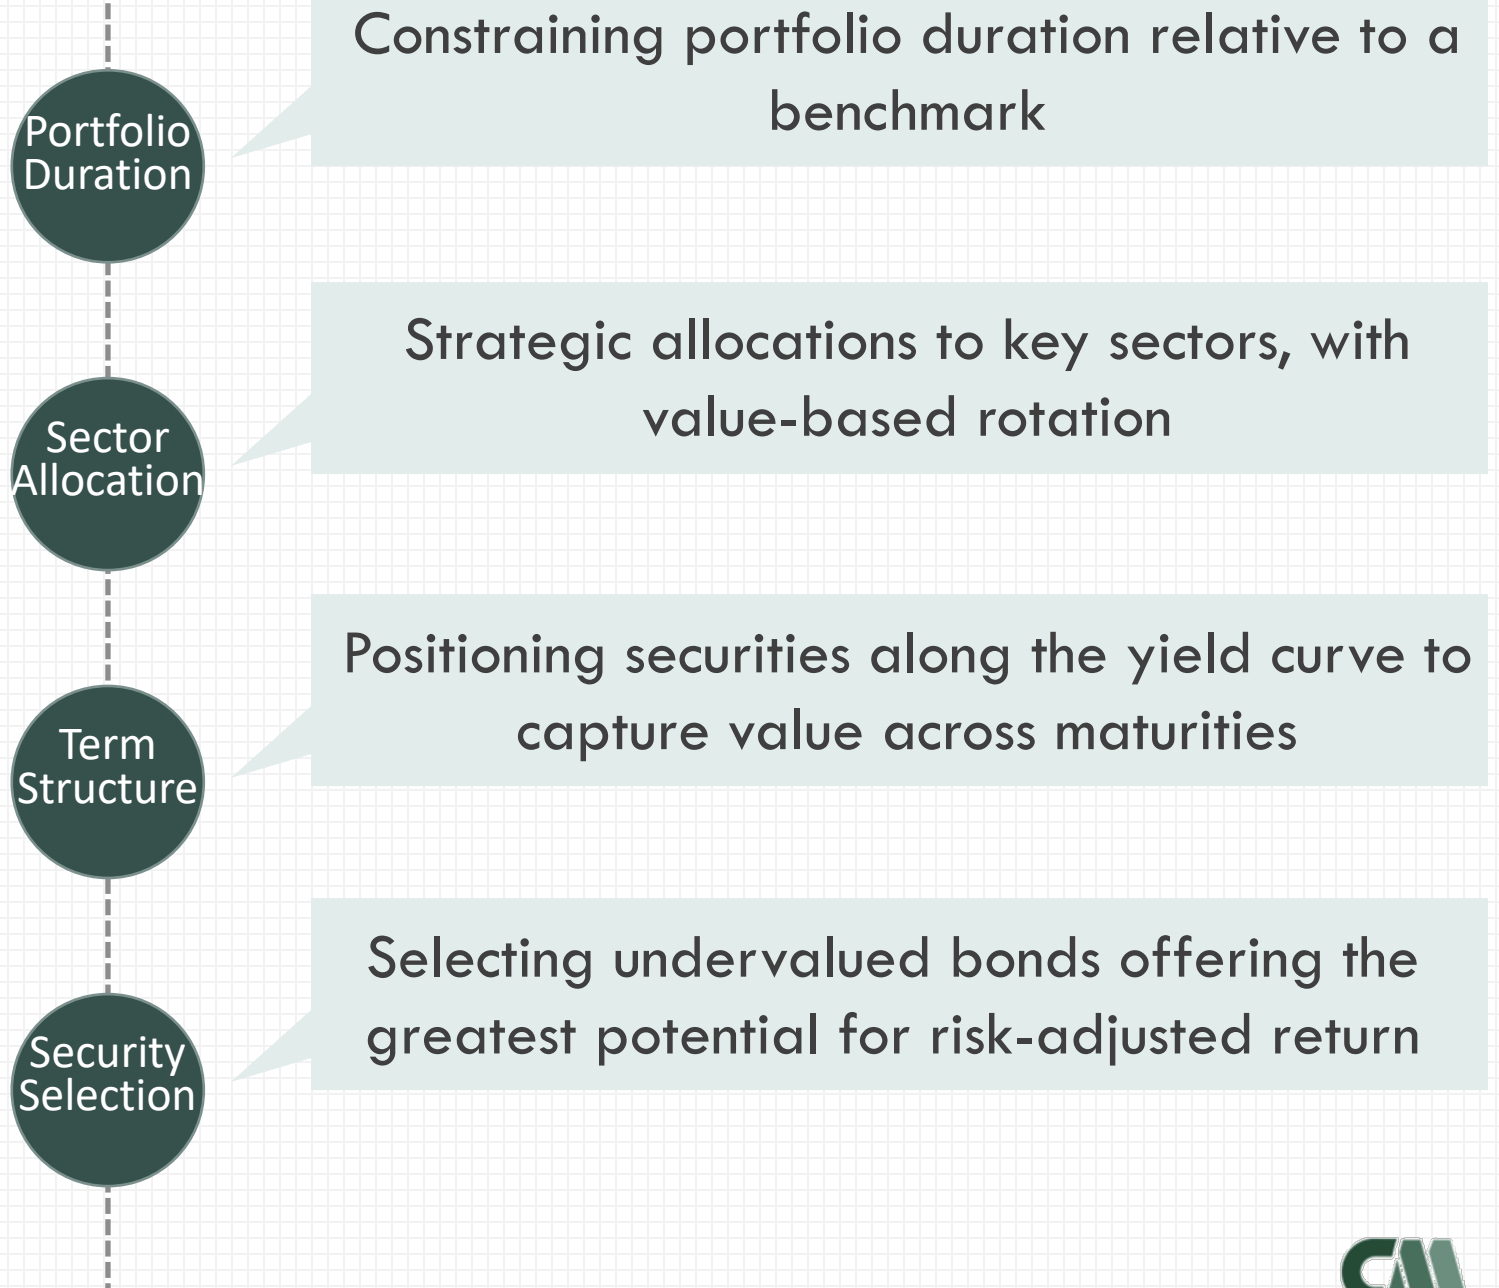 Constraining portfolio duration relative to a
benchmark
Portfolio
Duration
Strategic allocations to key sectors, with
value-based rotation
Sector
Allocation
Positioning securities along the yield curve to
capture value across maturities
Term
Structure
Selecting undervalued bonds offering the
greatest potential for risk-adjusted return
Security
Selection